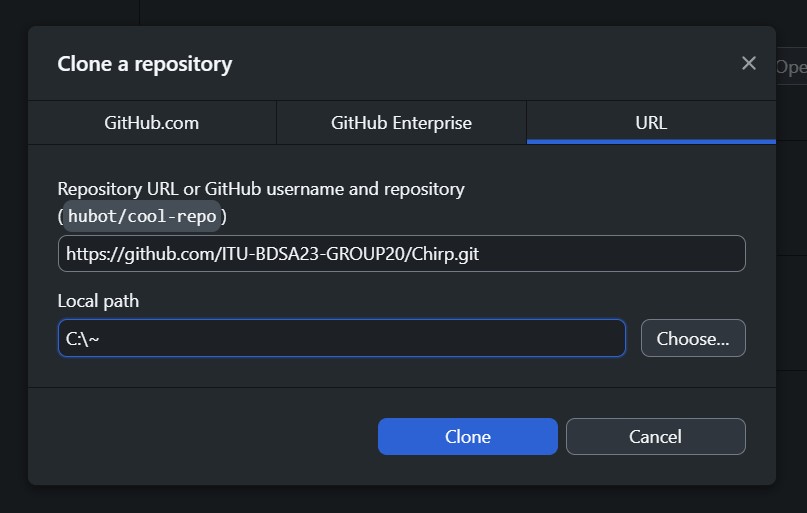 Clone a repository
Ope
GitHub.com
GitHub Enterprise
URL
Repository URL or GitHub username and repository
(hubot/cool-repo)
https://github.com/ITU-BDSA23-GROUP20/Chirp.git
Local path
C:\~
Choose...
Clone
Cancel